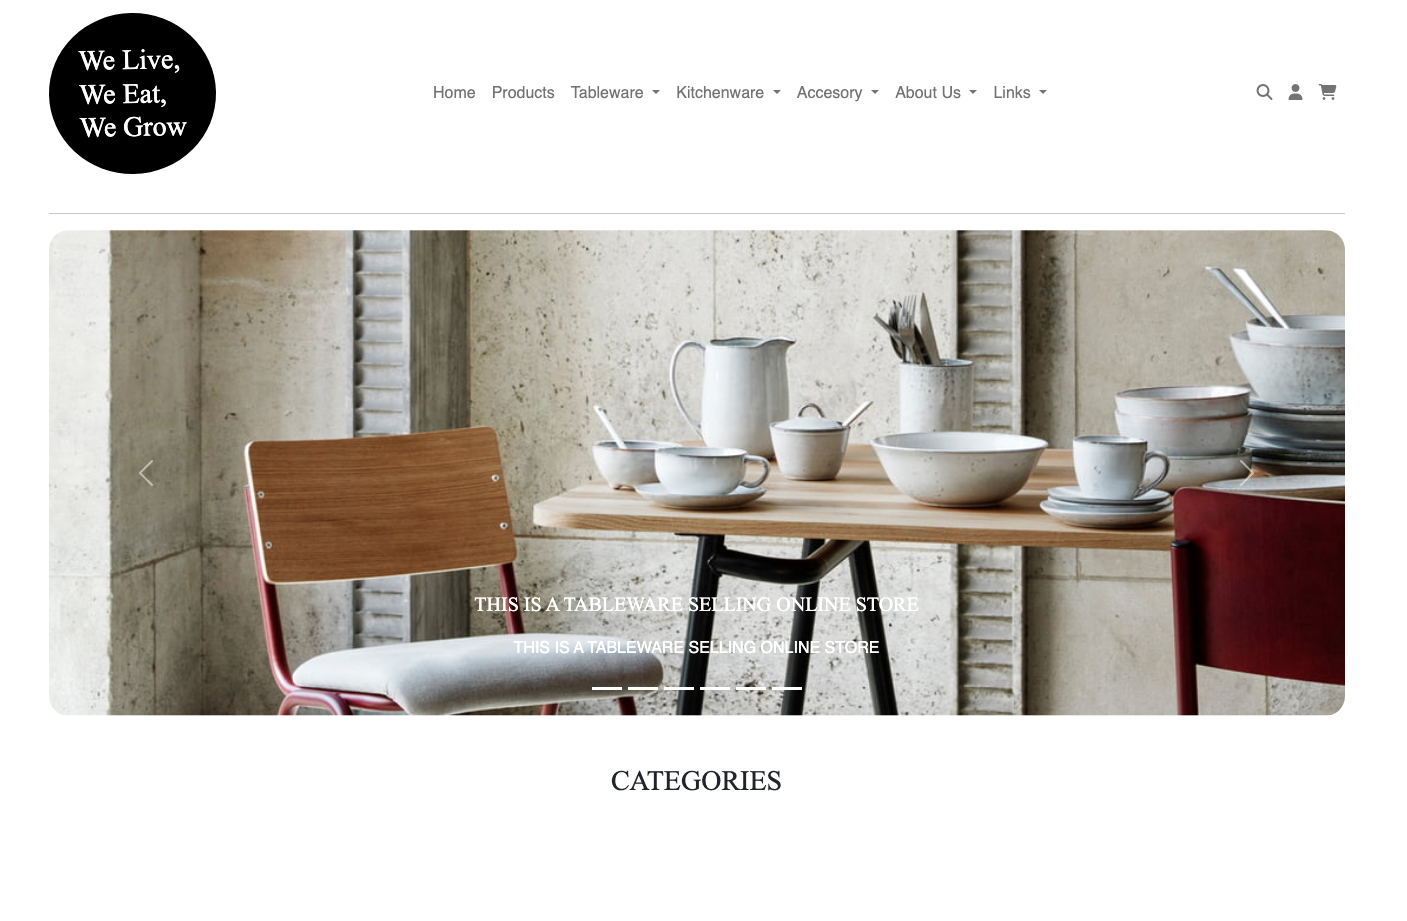 We Live,
We Eat,
We Grow
Home Products Tableware Kitchenware Accesory About Us Links
THIS IS A TABLEWARE SELLING ONLINE STORE
THIS IS A TABLEWARE SELLING ONLINE STORE
CATEGORIES